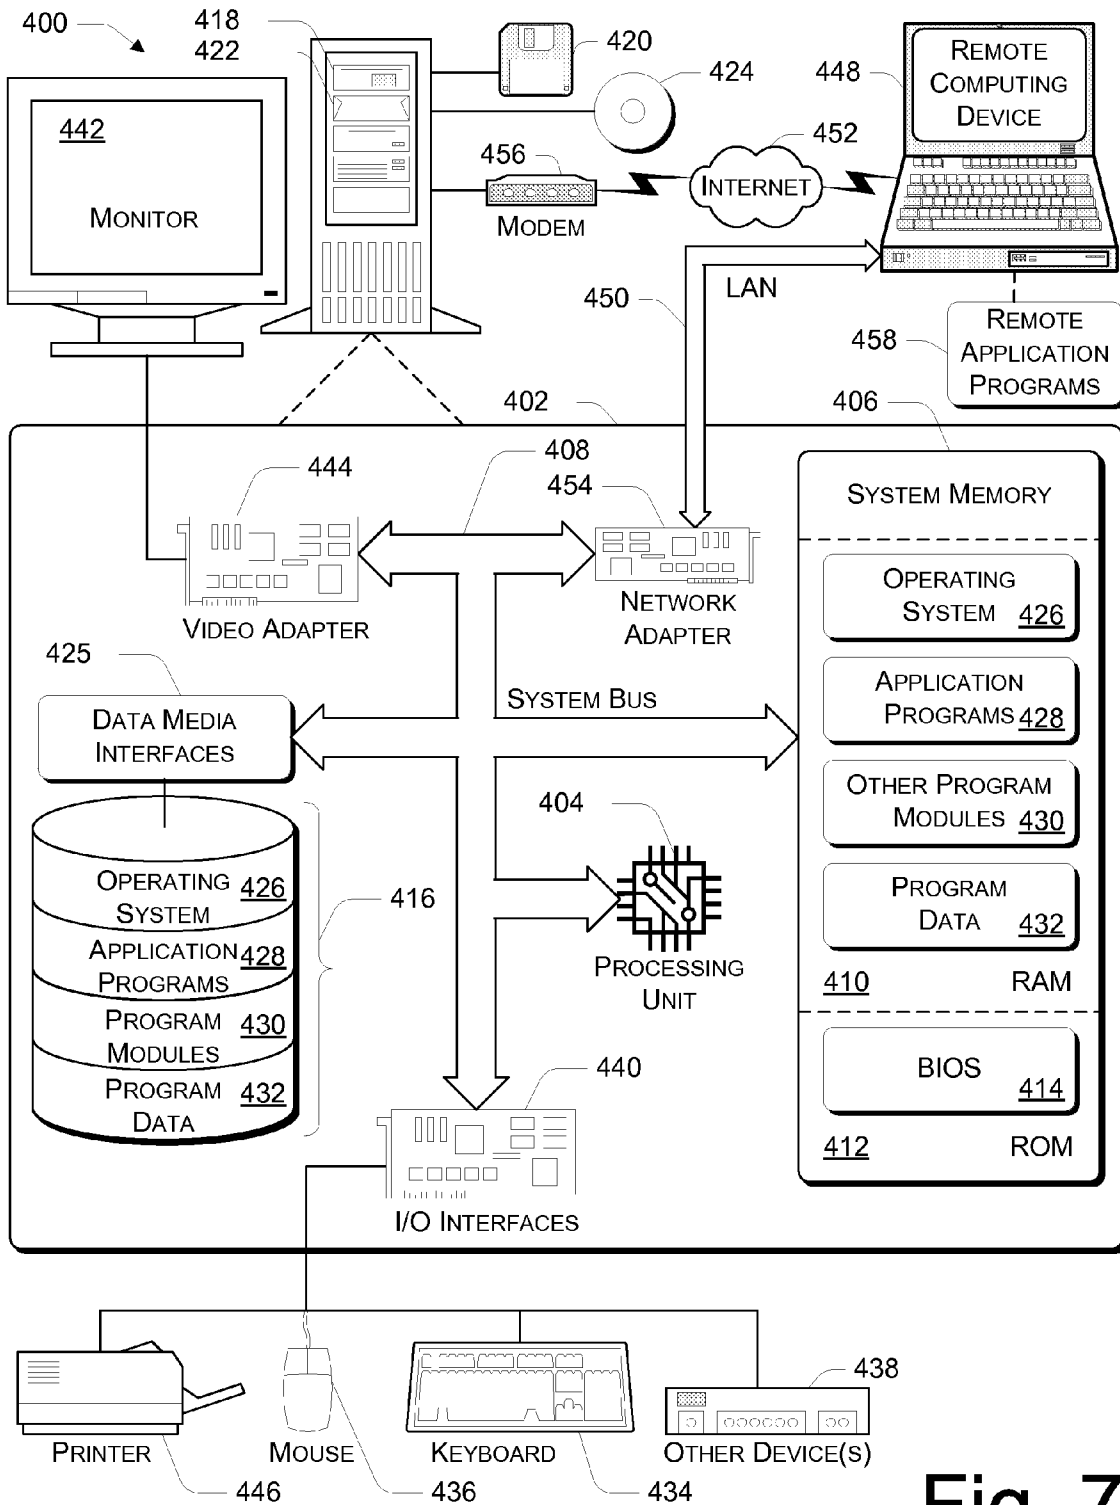 400
418
422
420
424
448
REMOTE
COMPUTING
DEVICE
442
MONITOR
456
MODEM
452
INTERNET
LAN
450
458
REMOTE
APPLICATION
PROGRAMS
402
406
444
408
454
VIDEO ADAPTER
NETWORK
ADAPTER
SYSTEM MEMORY
OPERATING
SYSTEM 426
APPLICATION
PROGRAMS 428
OTHER PROGRAM
MODULES 430
PROGRAM
DATA 432
410 RAM
BIOS
414
412 ROM
425
DATA MEDIA
INTERFACES
SYSTEM BUS
404
PROCESSING
UNIT
OPERATING 426
SYSTEM
APPLICATION 428
PROGRAMS
PROGRAM 430
MODULES
PROGRAM 432
DATA
416
440
I/O INTERFACES
PRINTER
446
MOUSE
436
KEYBOARD
434
438
OTHER DEVICE(S)
Fig. 7